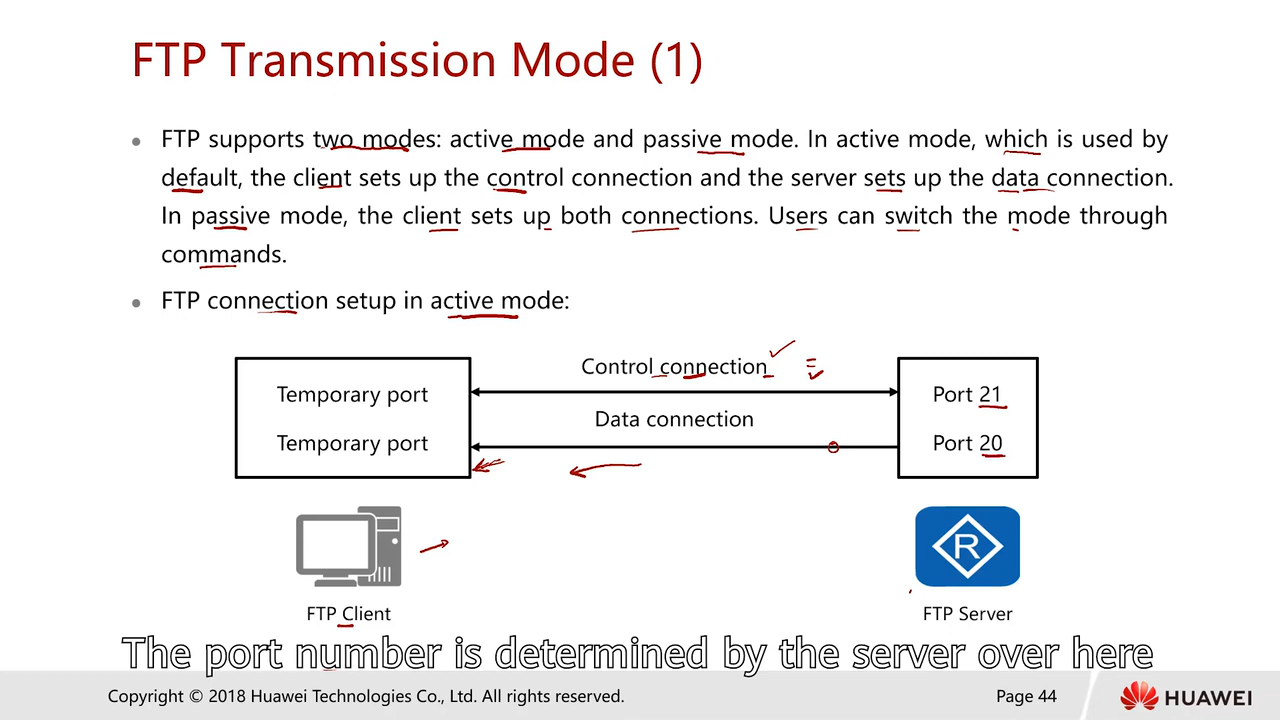 FTP Transmission Mode (1)
FTP supports two modes: active mode and passive mode. In active mode, which is used by
default, the client sets up the control connection and the server sets up the data connection.
In passive mode, the client sets up both connections. Users can switch the mode through
commands.
FTP connection setup in active mode:
Control connection
Temporary port
Port 21
Data connection
Temporary port
Port 20
R
FTP Client
FTP Server
The port number is determined by the server over here
Copyright © 2018 Huawei Technologies Co., Ltd. All rights reserved.
Page 44
HUAWEI